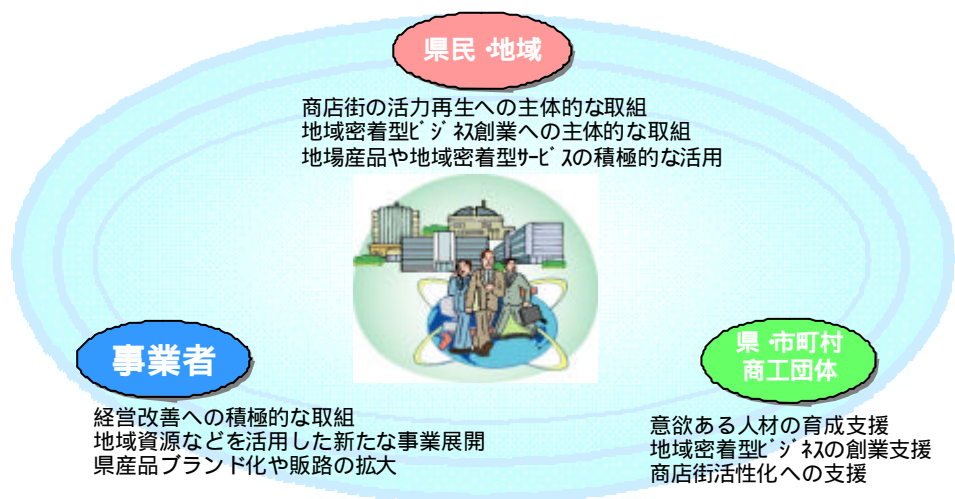 県民・地域
商店街の活力再生への主体的な取組
地域密着型ﾋﾞｼﾞﾈｽ創業への主体的な取組
地場産品や地域密着型ｻｰﾋﾞｽの積極的な活用
事業者
経営改善への積極的な取組
地域資源などを活用した新たな事業展開
県産品ブランド化や販路の拡大
県・市町村
商工団体
意欲ある人材の育成支援
地域密着型ﾋﾞｼﾞﾈｽの創業支援
商店街活性化への支援